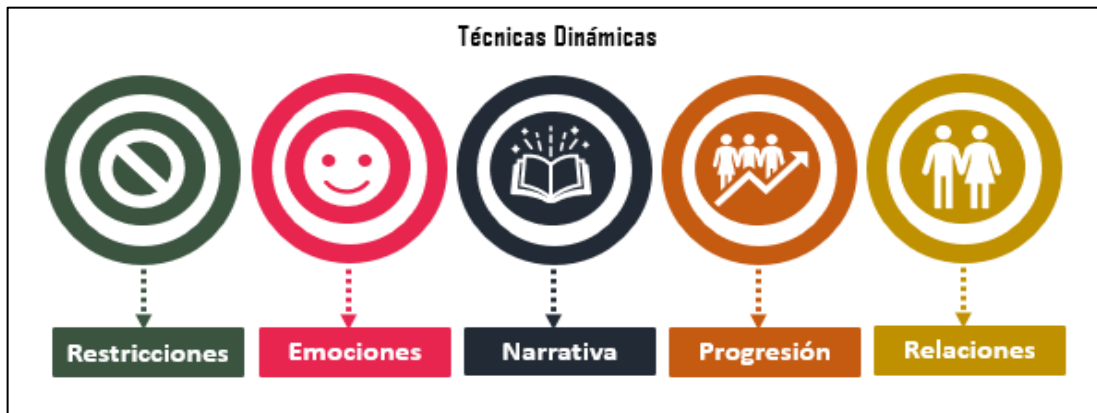 Técnicas Dinámicas
Restricciones
Emociones
Narrativa
Progresión
Relaciones